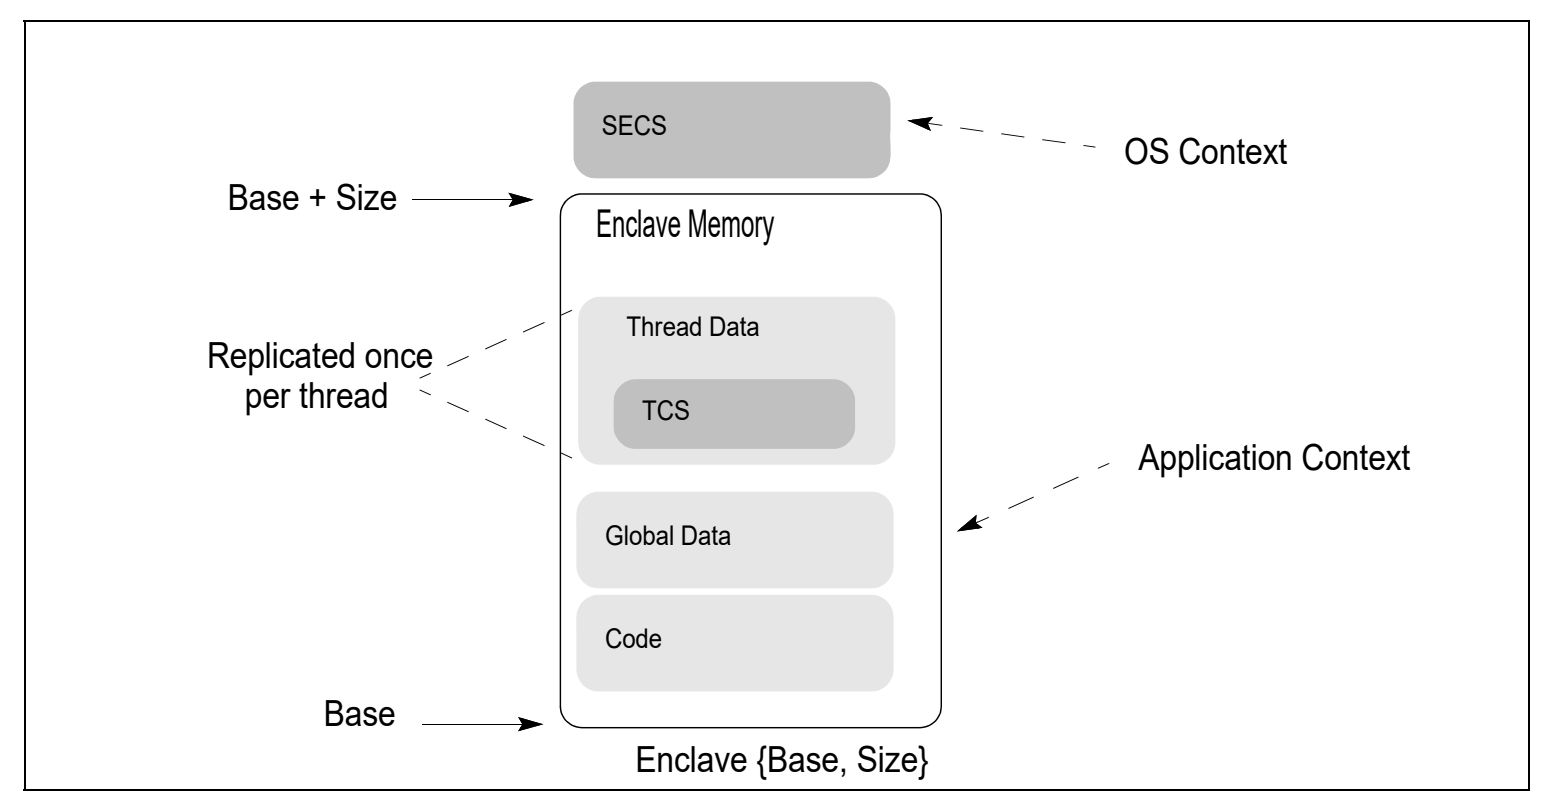 SECS
OS Context
Base + Size
Enclave Memory
Thread Data
Replicated once
per thread
TCS
Application Context
Global Data
Code
Base
Enclave {Base, Size}